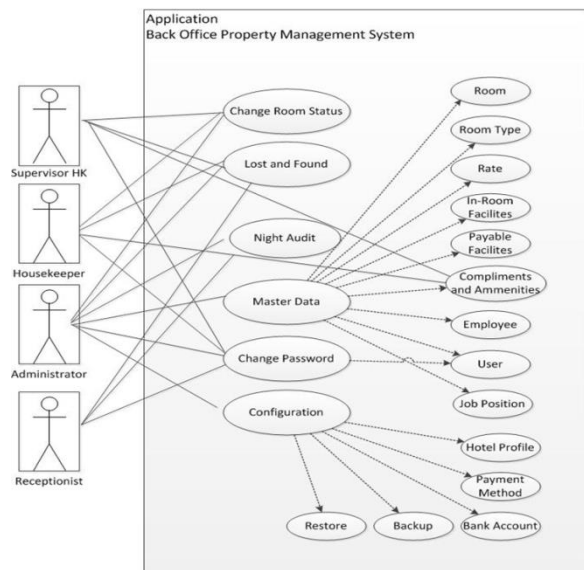 Application
Back Office Property Management System
Supervisor HK
Housekeeper
Administrator
Receptionist
Change Room Status
Lost and Found
Night Audit
Master Data
Change Password
Configuration
Room
Room Type
Rate
In-Room
Facilites
Payable
Facilites
Compliments
and Ammenities
Employee
User
Job Position
Hotel Profile
Payment
Method
Bank Account
Backup
Restore